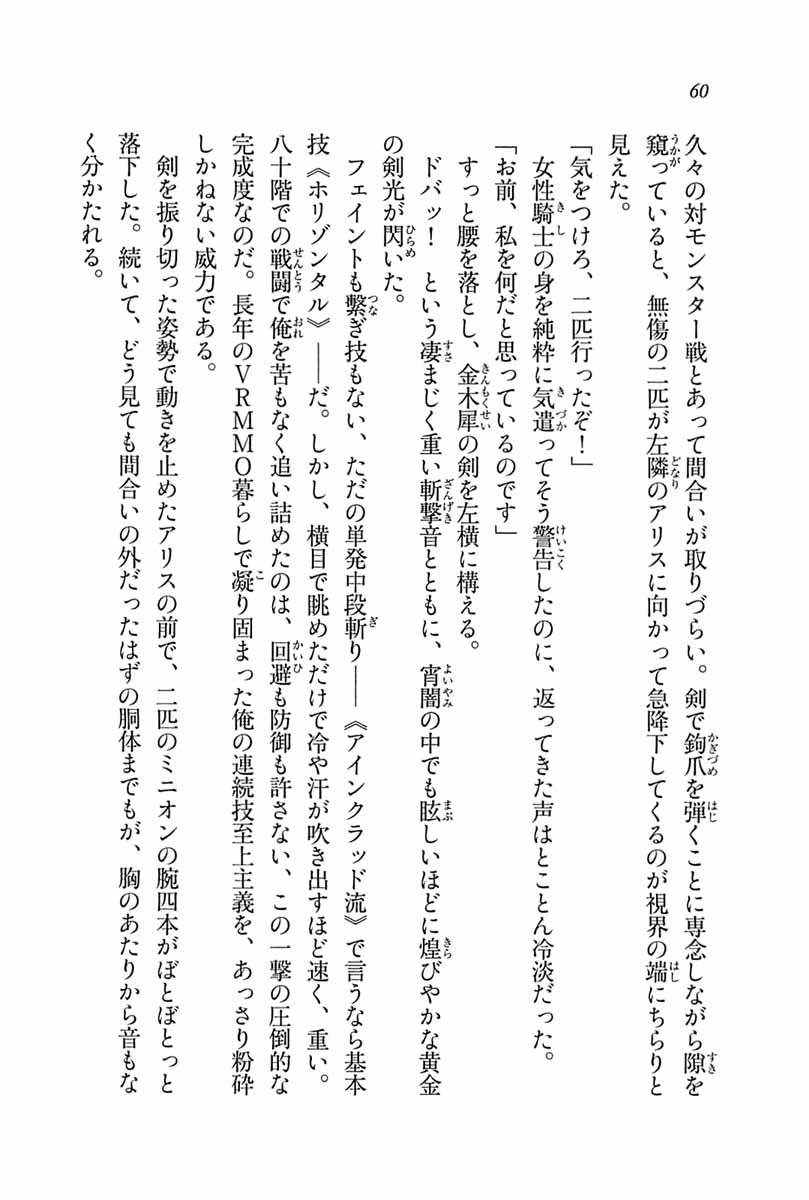 60
久々の対モンスター戦とあって間合いが取りづらい。剣で鉤爪を弾くことに専念しながら隙を
窺っていると、無傷の二匹が左隣のアリスに向かって急降下してくるのが視界の端にちらりと
見えた。
「気をつけろ、二匹行ったぞ！」
女性騎士の身を純粋に気遣ってそう警告したのに、返ってきた声はとことん冷淡だった。
「お前、私を何だと思っているのです」
すっと腰を落とし、金木犀の剣を左横に構える。
ドバッ！　という凄まじく重い斬撃音とともに、宵闇の中でも眩しいほどに煌びやかな黄金
の剣光が閃いた。
フェイントも繋ぎ技もない、ただの単発中段斬り――《アインクラッド流》で言うなら基本
技《ホリゾンタル》――だ。しかし、横目で眺めただけで冷や汗が吹き出すほど速く、重い。
八十階での戦闘で俺を苦もなく追い詰めたのは、回避も防御も許さない、この一撃の圧倒的な
完成度なのだ。長年のＶＲＭＭＯ暮らしで凝り固まった俺の連続技至上主義を、あっさり粉砕
しかねない威力である。
剣を振り切った姿勢で動きを止めたアリスの前で、二匹のミニオンの腕四本がぼとぼとっと
落下した。続いて、どう見ても間合いの外だったはずの胴体までもが、胸のあたりから音もな
く分かたれる。